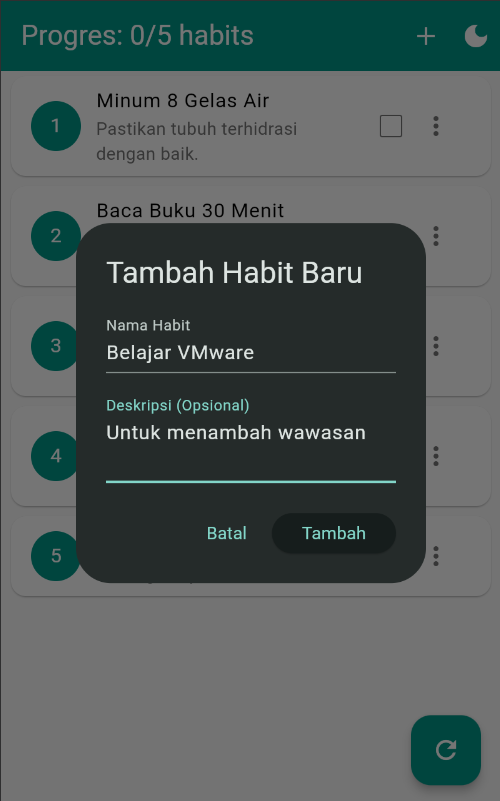 Progres: 0/5 habits
1
Minum 8 Gelas Air
Pastikan tubuh terhidrasi
dengan baik.
2
Baca Buku 30 Menit
Tambah Habit Baru
Nama Habit
Belajar VMware
3
Deskripsi (Opsional)
Untuk menambah wawasan
4
Batal
Tambah
5